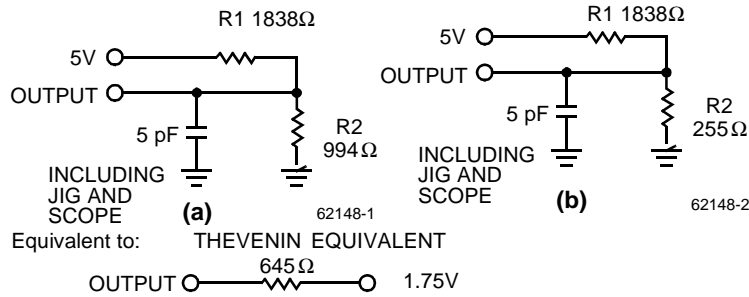 R1 1838Ω
5V
OUTPUT
5 pF
R2
994Ω
INCLUDING
JIG AND
SCOPE
(a)
62148-1
R1 1838Ω
5V
OUTPUT
5 pF
R2
255Ω
INCLUDING
JIG AND
SCOPE
(b)
62148-2
Equivalent to: THEVENIN EQUIVALENT
645Ω
OUTPUT 1.75V